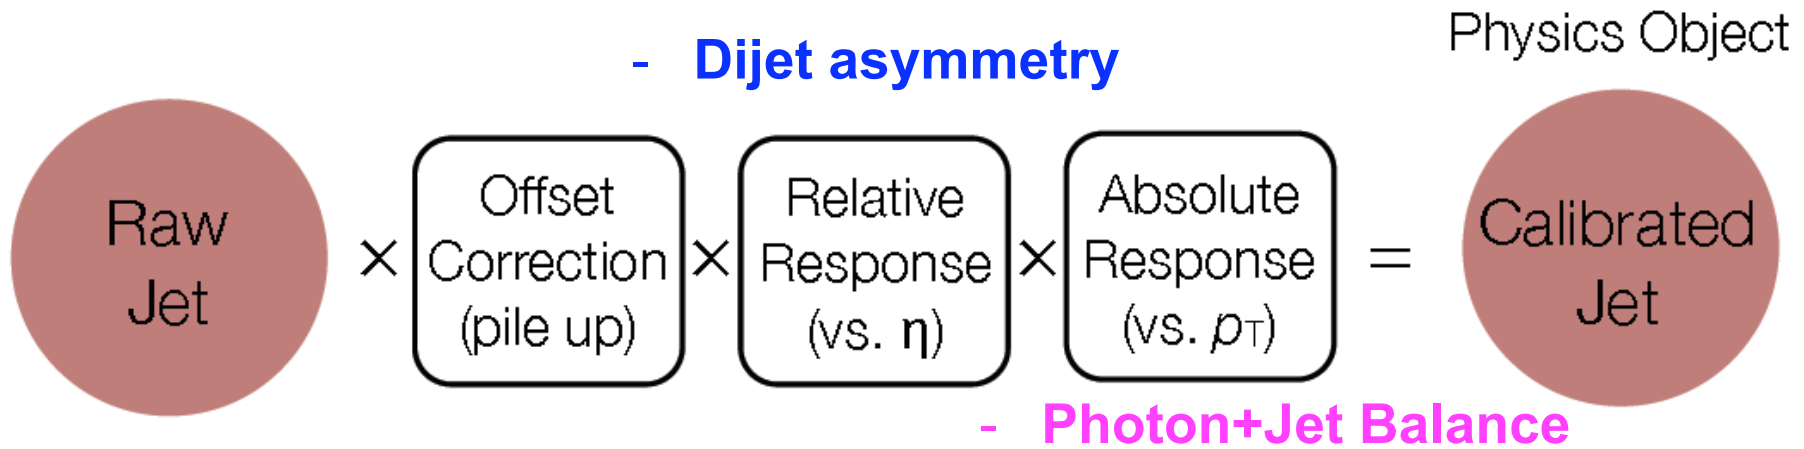 Physics Object
- Dijet asymmetry
Raw
Jet
×
Offset
Correction
(pile up)
×
Relative
Response
(vs. η)
×
Absolute
Response
(vs. pT)
=
Calibrated
Jet
- Photon+Jet Balance